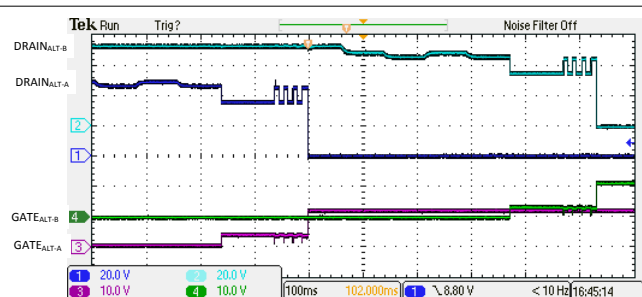 Tek Run Trig? Noise Filter Off
DRAINALT-B
DRAINALT-A
2
1
GATEALT-B 4
GATEALT-A 3
1 20.0 V 2 20.0 V
3 10.0 V 4 10.0 V 100ms 102.000ms 1 8.80 V < 10 Hz 16:45:14